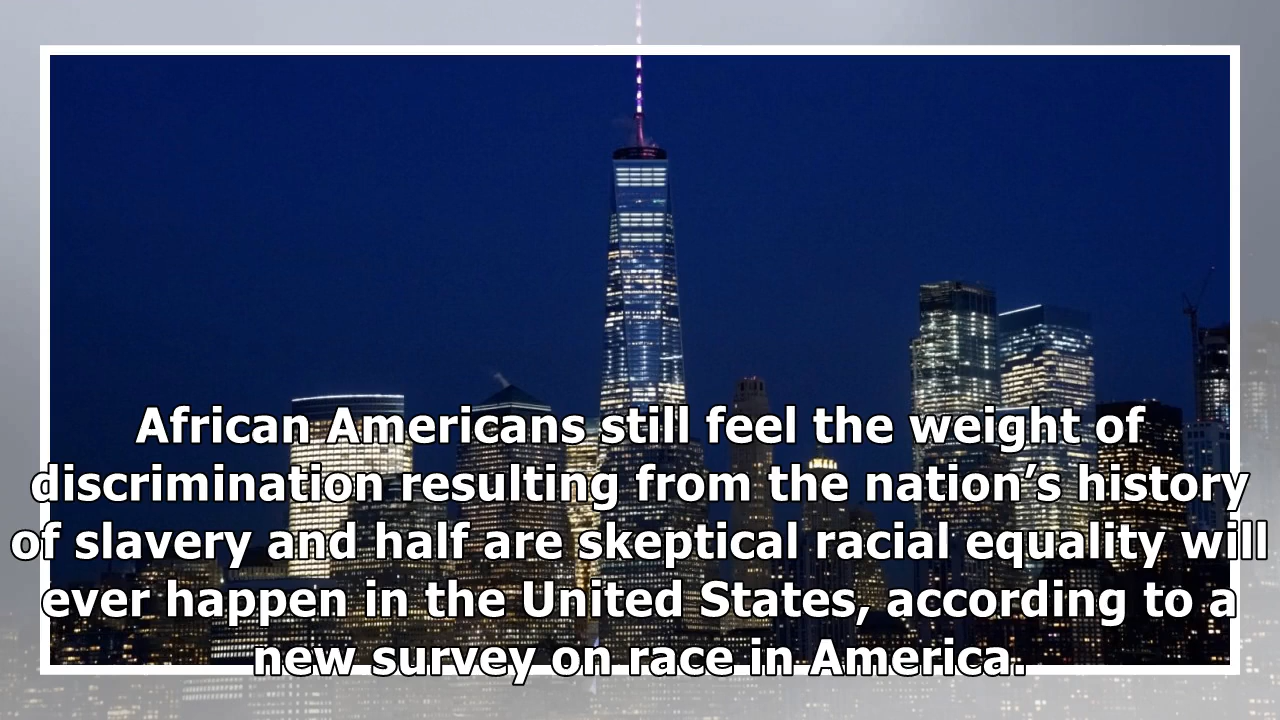 African Americans still feel the weight of
discrimination resulting from the nation’s history
of slavery and half are skeptical racial equality will
ever happen in the United States, according to a
new survey on race in America.